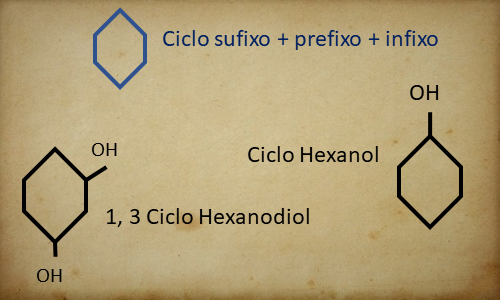 Ciclo sufixo + prefixo + infixo
OH
Ciclo Hexanol
OH
1, 3 Ciclo Hexanodiol
OH